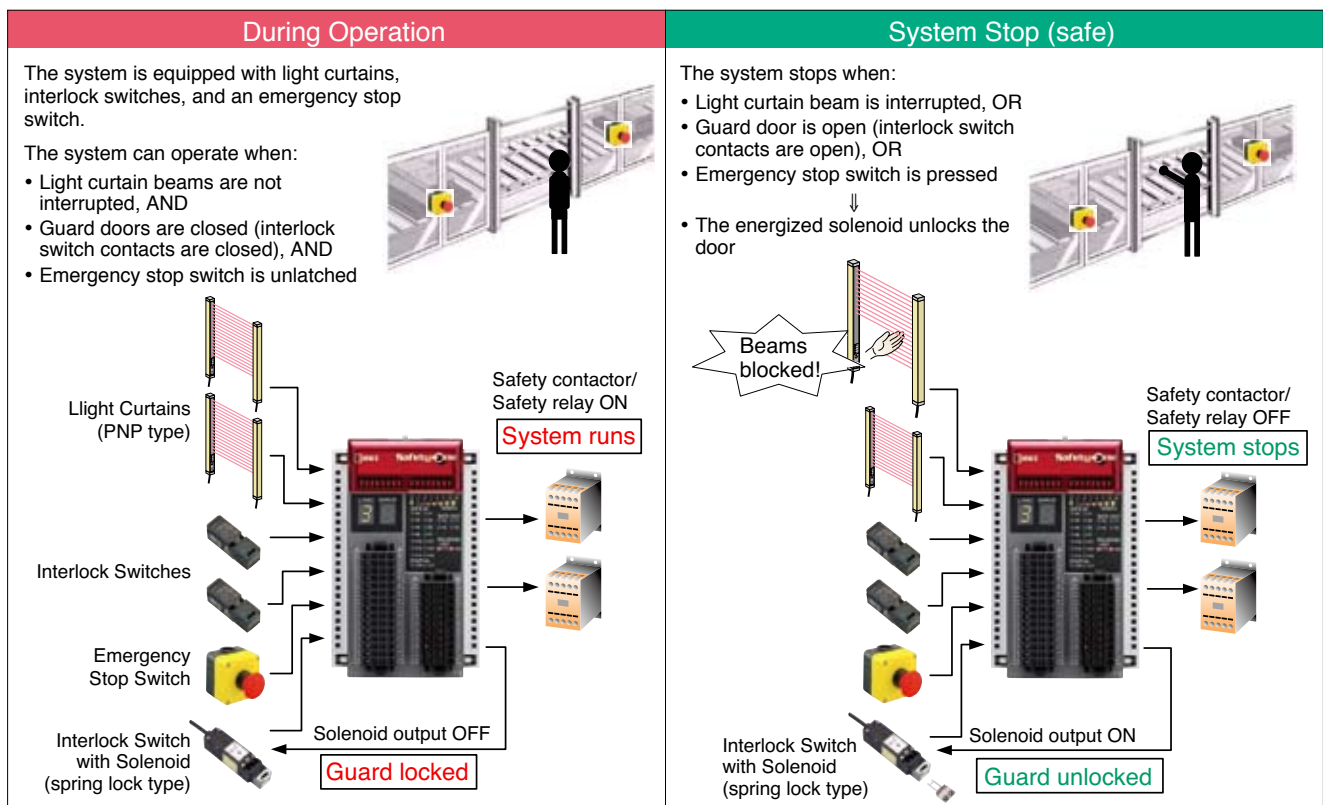 During Operation
The system is equipped with light curtains,
interlock switches, and an emergency stop
switch.
The system can operate when:
• Light curtain beams are not
interrupted, AND
• Guard doors are closed (interlock
switch contacts are closed), AND
• Emergency stop switch is unlatched
Llight Curtains
(PNP type)
Safety contactor/
Safety relay ON
System runs
Interlock Switches
Emergency
Stop Switch
Interlock Switch
with Solenoid
(spring lock type)
Solenoid output OFF
Guard locked
System Stop (safe)
The system stops when:
• Light curtain beam is interrupted, OR
• Guard door is open (interlock switch
contacts are open), OR
• Emergency stop switch is pressed
⇓
• The energized solenoid unlocks the
door
Beams
blocked!
Safety contactor/
Safety relay OFF
System stops
Interlock Switch
with Solenoid
(spring lock type)
Solenoid output ON
Guard unlocked